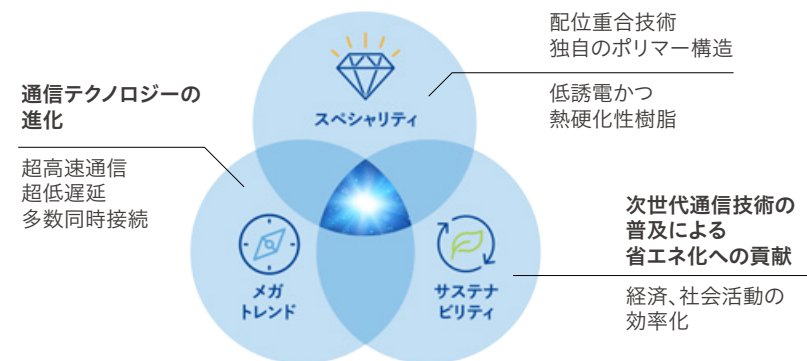 配位重合技術
独自のポリマー構造
低誘電かつ
熱硬化性樹脂
スペシャリティ
通信テクノロジーの
進化
超高速通信
超低遅延
多数同時接続
メガ
トレンド
サステナ
ビリティ
次世代通信技術の
普及による
省エネ化への貢献
経済、社会活動の
効率化